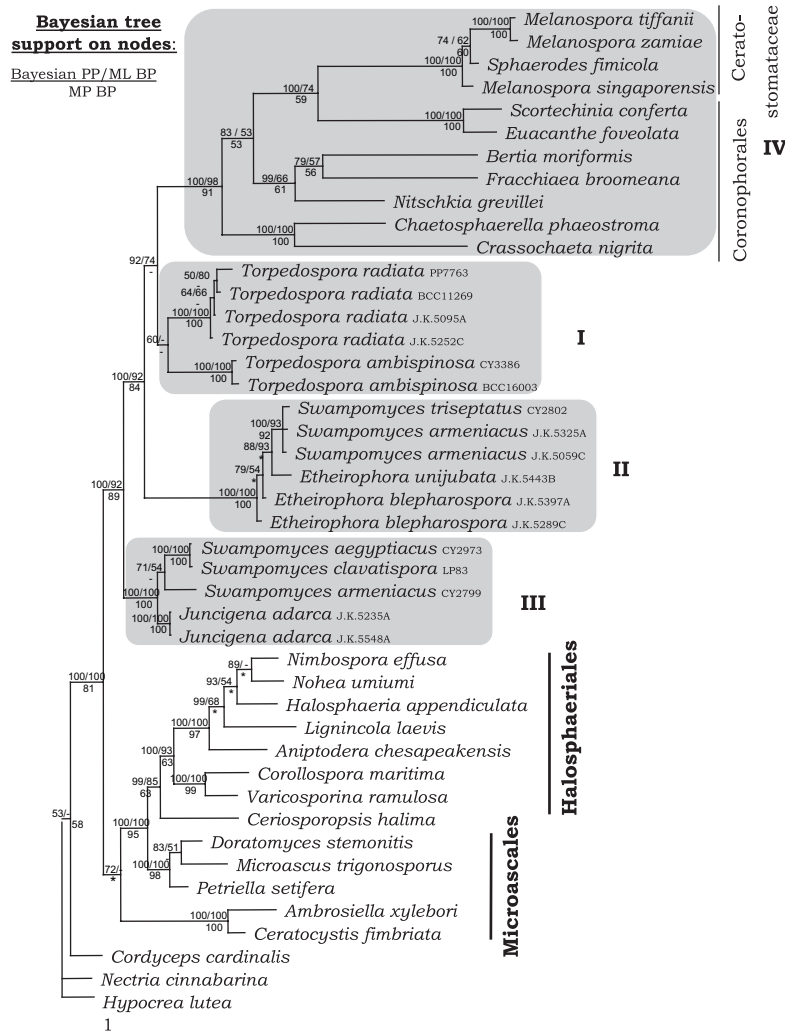 Bayesian tree
support on nodes:
Bayesian PP/ML BP
MP BP
Melanospora tiffanii
Melanospora zamiae
Sphaerodes fimicola
Melanospora singaporensis
Scortechinia conferta
Euacanthe foveolata
Bertia moriformis
Fracchiaea broomeana
Nitschkia grevillei
Chaetosphaerella phaeostroma
Crassochaeta nigrita
Cerato-
stomataceae
Coronophorales
IV
100/100
100
74 / 62
60
100/100
100
100/74
59
100/100
100
83 / 53
53
79/57
56
99/66
61
100/98
91
100/100
100
92/74
-
Torpedospora radiata PP7763
Torpedospora radiata BCC11269
Torpedospora radiata J.K.5095A
Torpedospora radiata J.K.5252C
Torpedospora ambispinosa CY3386
Torpedospora ambispinosa BCC16003
I
50/80
-
64/66
-
100/100
100
60/-
-
100/100
100
100/92
84
Swampomyces triseptatus CY2802
Swampomyces armeniacus J.K.5325A
Swampomyces armeniacus J.K.5059C
Etheirophora unijubata J.K.5443B
Etheirophora blepharospora J.K.5397A
Etheirophora blepharospora J.K.5289C
II
100/93
92
88/93
*
79/54
*
100/100
100
100/92
89
Swampomyces aegyptiacus CY2973
Swampomyces clavatispora LP83
Swampomyces armeniacus CY2799
Juncigena adarca J.K.5235A
Juncigena adarca J.K.5548A
III
100/100
100
71/54
-
100/100
100
100/100
100
Nimbospora effusa
Nohea umiumi
Halosphaeria appendiculata
Lignincola laevis
Aniptodera chesapeakensis
Corollospora maritima
Varicosporina ramulosa
Ceriosporopsis halima
Halosphaeriales
89/-
*
93/54
*
99/68
*
100/100
97
100/93
63
100/100
99
99/85
63
100/100
81
Doratomyces stemonitis
Microascus trigonosporus
Petriella setifera
Ambrosiella xylebori
Ceratocystis fimbriata
Microascales
100/100
95
83/51
100/100
98
72/-
*
100/100
100
53/-
58
Cordyceps cardinalis
Nectria cinnabarina
Hypocrea lutea
1